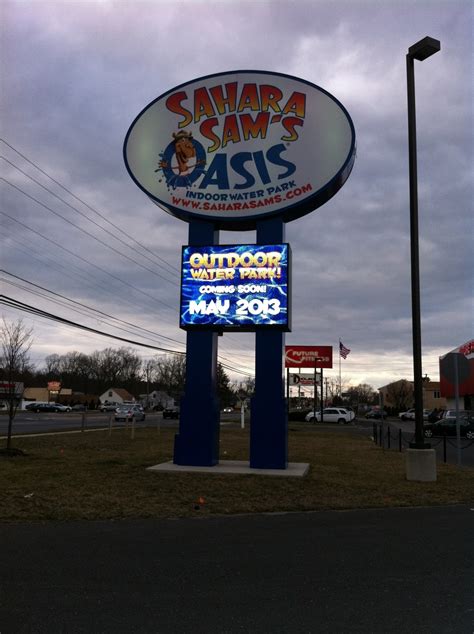 SAHARA
SAM'S
OASIS
INDOOR WATER PARK
WWW.SAHARASAMS.COM
OUTDOOR
WATER PARK!
COMING SOON!
MAY 2013
FUTURE
FITNESS